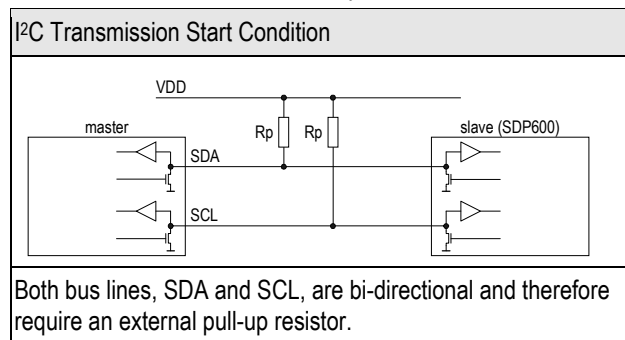 I²C Transmission Start Condition
VDD
master
Rp
Rp
slave (SDP600)
SDA
SCL
Both bus lines, SDA and SCL, are bi-directional and therefore
require an external pull-up resistor.